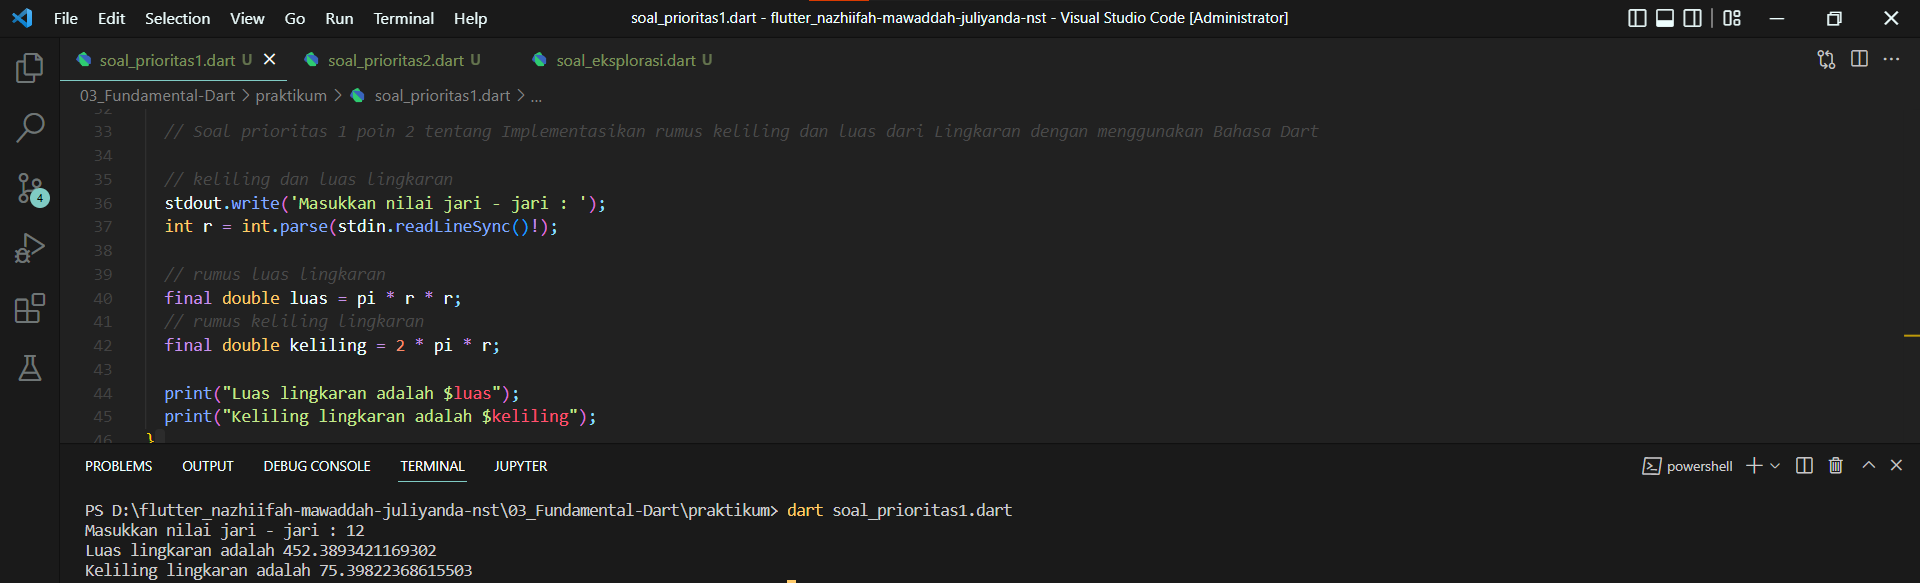 File Edit Selection View Go Run Terminal Help soal_prioritas1.dart - flutter_nazhiifah-mawaddah-juliyanda-nst - Visual Studio Code [Administrator]
soal_prioritas1.dart U soal_prioritas2.dart U soal_eksplorasi.dart U
03_Fundamental-Dart > praktikum > soal_prioritas1.dart > ...
32
33 // Soal prioritas 1 poin 2 tentang Implementasikan rumus keliling dan luas dari Lingkaran dengan menggunakan Bahasa Dart
34
35 // keliling dan luas lingkaran
36 stdout.write('Masukkan nilai jari - jari : ');
37 int r = int.parse(stdin.readLineSync()!);
38
39 // rumus luas lingkaran
40 final double luas = pi * r * r;
41 // rumus keliling lingkaran
42 final double keliling = 2 * pi * r;
43
44 print("Luas lingkaran adalah $luas");
45 print("Keliling lingkaran adalah $keliling");
46 }
4
PROBLEMS OUTPUT DEBUG CONSOLE TERMINAL JUPYTER powershell
PS D:\flutter_nazhiifah-mawaddah-juliyanda-nst\03_Fundamental-Dart\praktikum> dart soal_prioritas1.dart
Masukkan nilai jari - jari : 12
Luas lingkaran adalah 452.3893421169302
Keliling lingkaran adalah 75.39822368615503